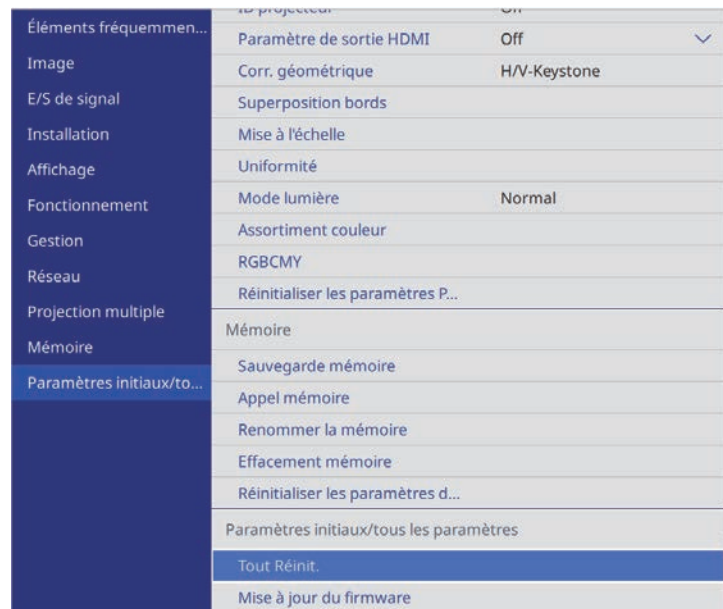 Éléments fréquemmen...
Image
E/S de signal
Installation
Affichage
Fonctionnement
Gestion
Réseau
Projection multiple
Mémoire
Paramètres initiaux/to...
ID projecteur Off
Paramètre de sortie HDMI Off
Corr. géométrique H/V-Keystone
Superposition bords
Mise à l'échelle
Uniformité
Mode lumière Normal
Assortiment couleur
RGBCMY
Réinitialiser les paramètres P...
Mémoire
Sauvegarde mémoire
Appel mémoire
Renommer la mémoire
Effacement mémoire
Réinitialiser les paramètres d...
Paramètres initiaux/tous les paramètres
Tout Réinit.
Mise à jour du firmware